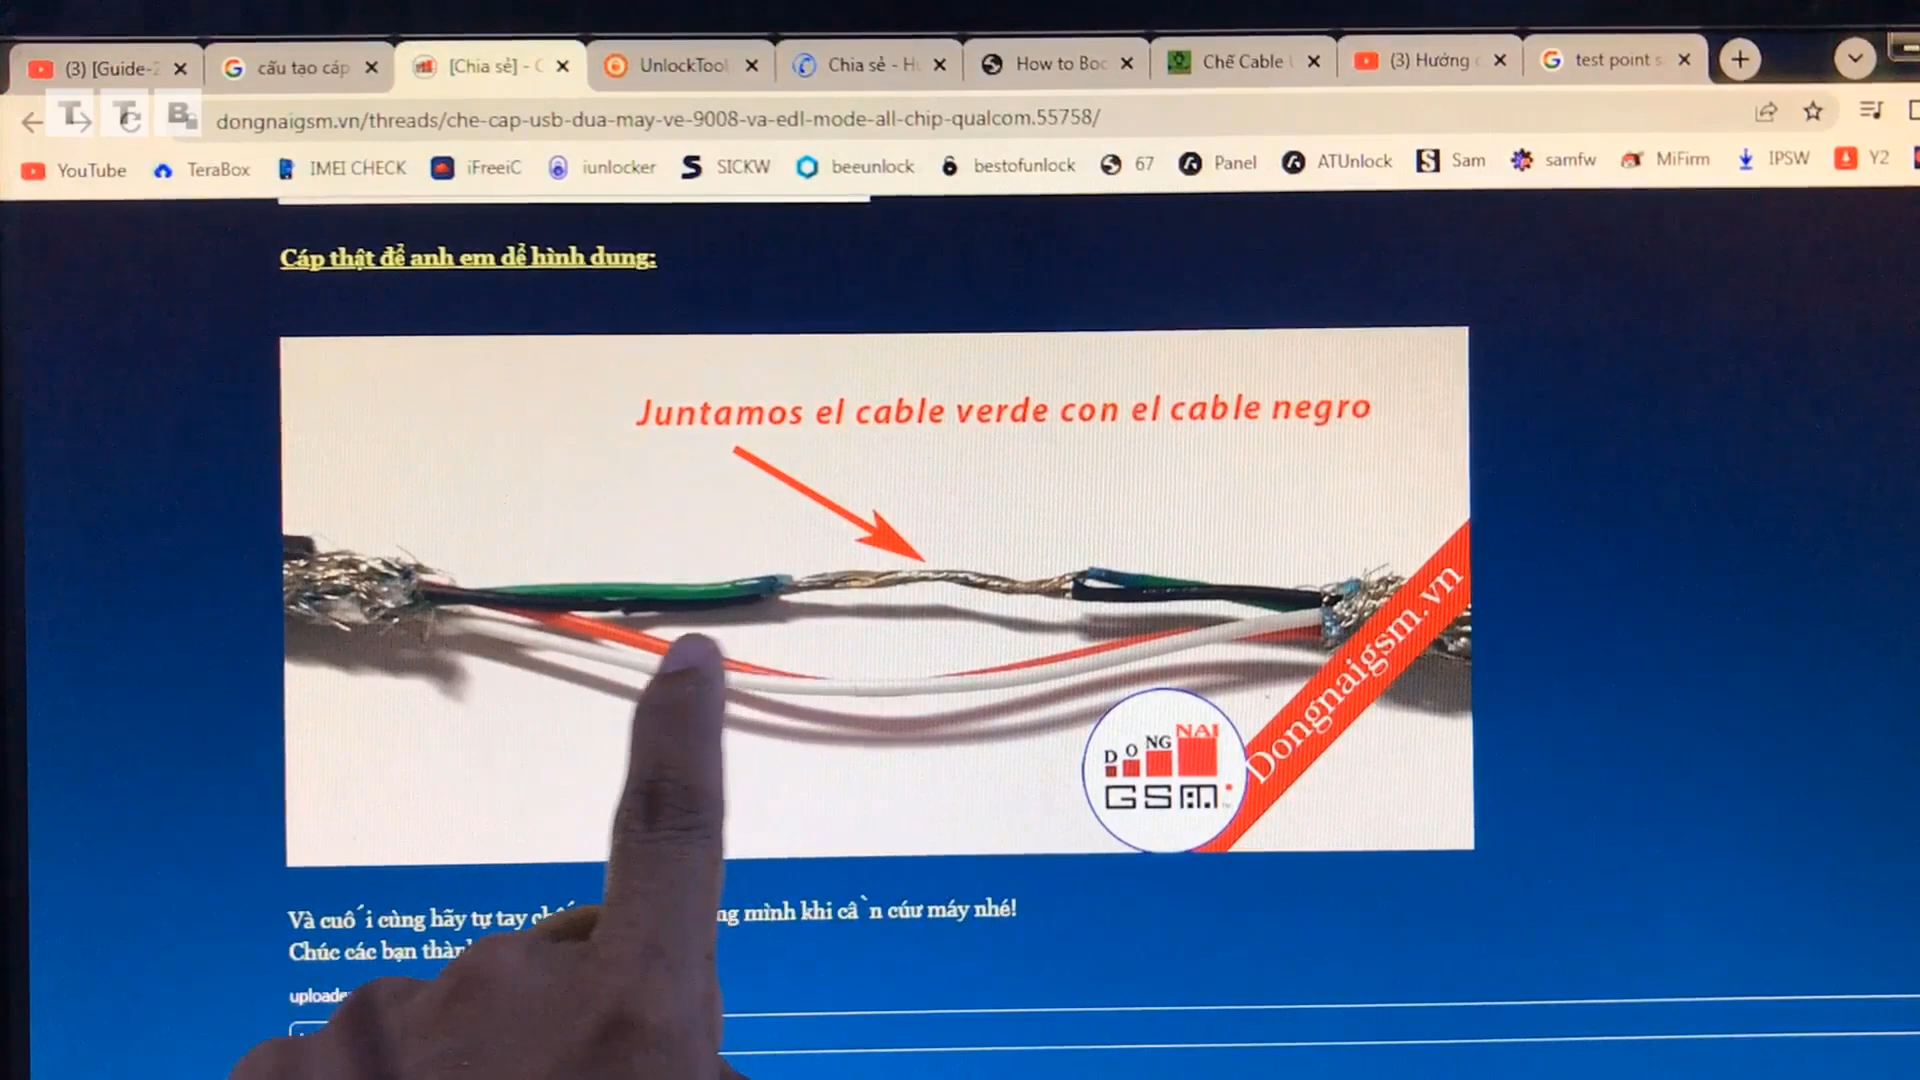 (3) [Guide-
cấu tạo cáp
[Chia sẻ] -
UnlockTool
Chia sẻ - H
How to Boo
Chế Cable
(3) Hướng
test point s
dongnaigsm.vn/threads/che-cap-usb-dua-may-ve-9008-va-edl-mode-all-chip-qualcom.55758/
YouTube
TeraBox
IMEI CHECK
iFreeiC
iunlocker
SICKW
beeunlock
bestofunlock
67
Panel
ATUnlock
Sam
samfw
MiFirm
IPSW
Y2
Cáp thật để anh em dể hình dung:
Juntamos el cable verde con el cable negro
Dongnaigsm.vn
DONG NAI
GSM
Và cuối cùng hãy tự tay ng mình khi cần cứu máy nhé!
Chúc các bạn thàn
uploade